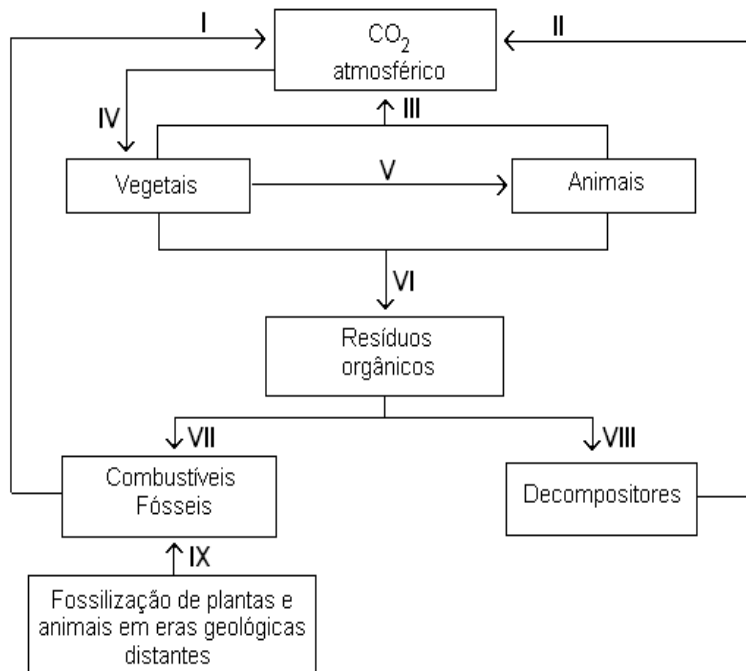 I
CO2
atmosférico
II
IV
III
Vegetais
V
Animais
VI
Resíduos
orgânicos
VII
VIII
Combustíveis
Fósseis
Decompositores
IX
Fossilização de plantas e
animais em eras geológicas
distantes